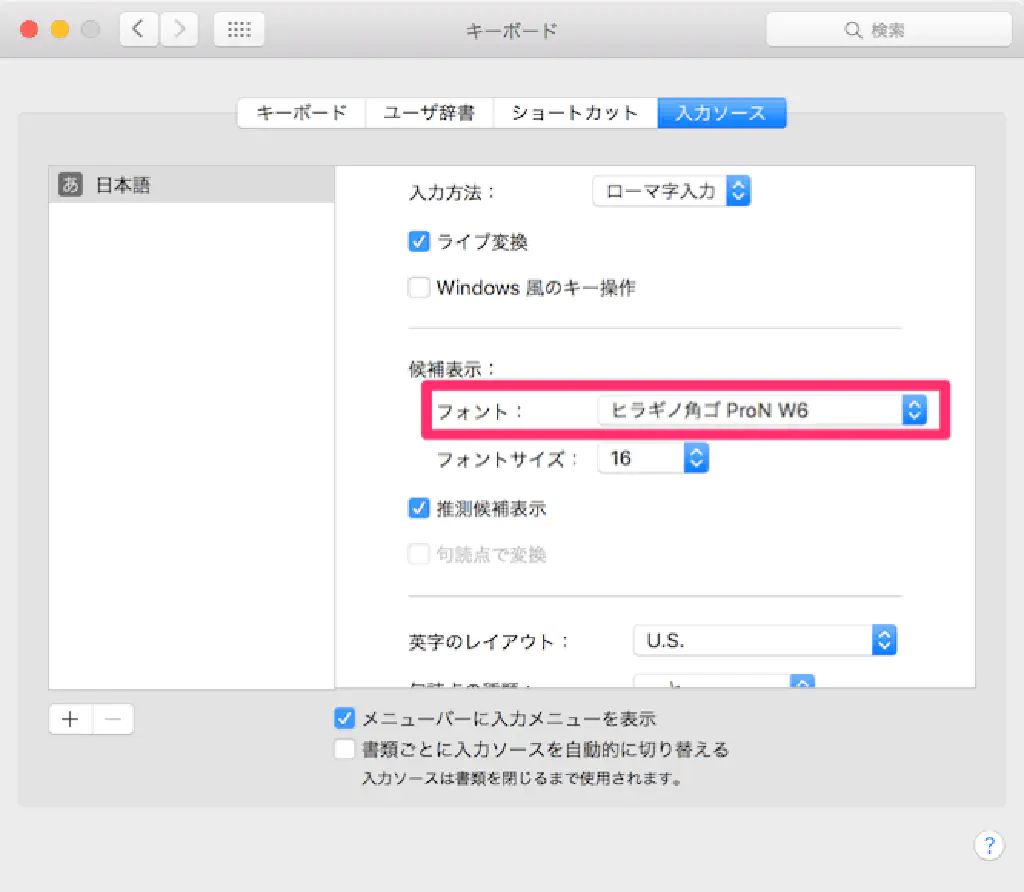 キーボード
検索
キーボード ユーザ辞書 ショートカット 入力ソース
あ 日本語
入力方法： ローマ字入力
ライブ変換
Windows 風のキー操作
候補表示：
フォント： ヒラギノ角ゴ ProN W6
フォントサイズ： 16
推測候補表示
句読点で変換
英字のレイアウト： U.S.
メニューバーに入力メニューを表示
書類ごとに入力ソースを自動的に切り替える
入力ソースは書類を閉じるまで使用されます。
?